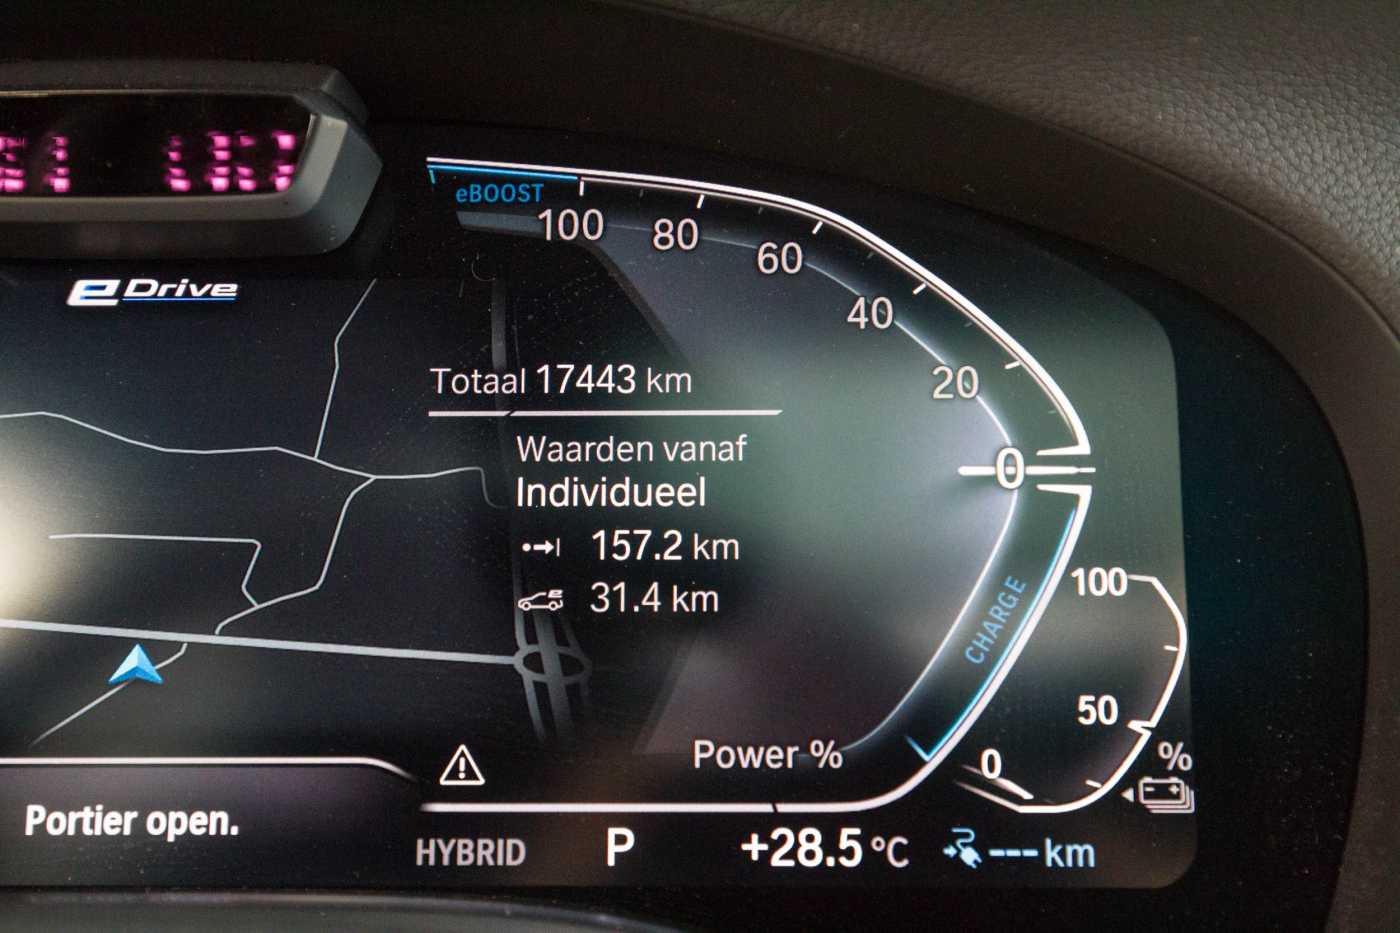 eBOOST
100
80
60
40
20
0
eDrive
Totaal 17443 km
Waarden vanaf
Individueel
157.2 km
31.4 km
CHARGE
100
50
0
%
Power %
Portier open.
HYBRID P +28.5 °C --- km